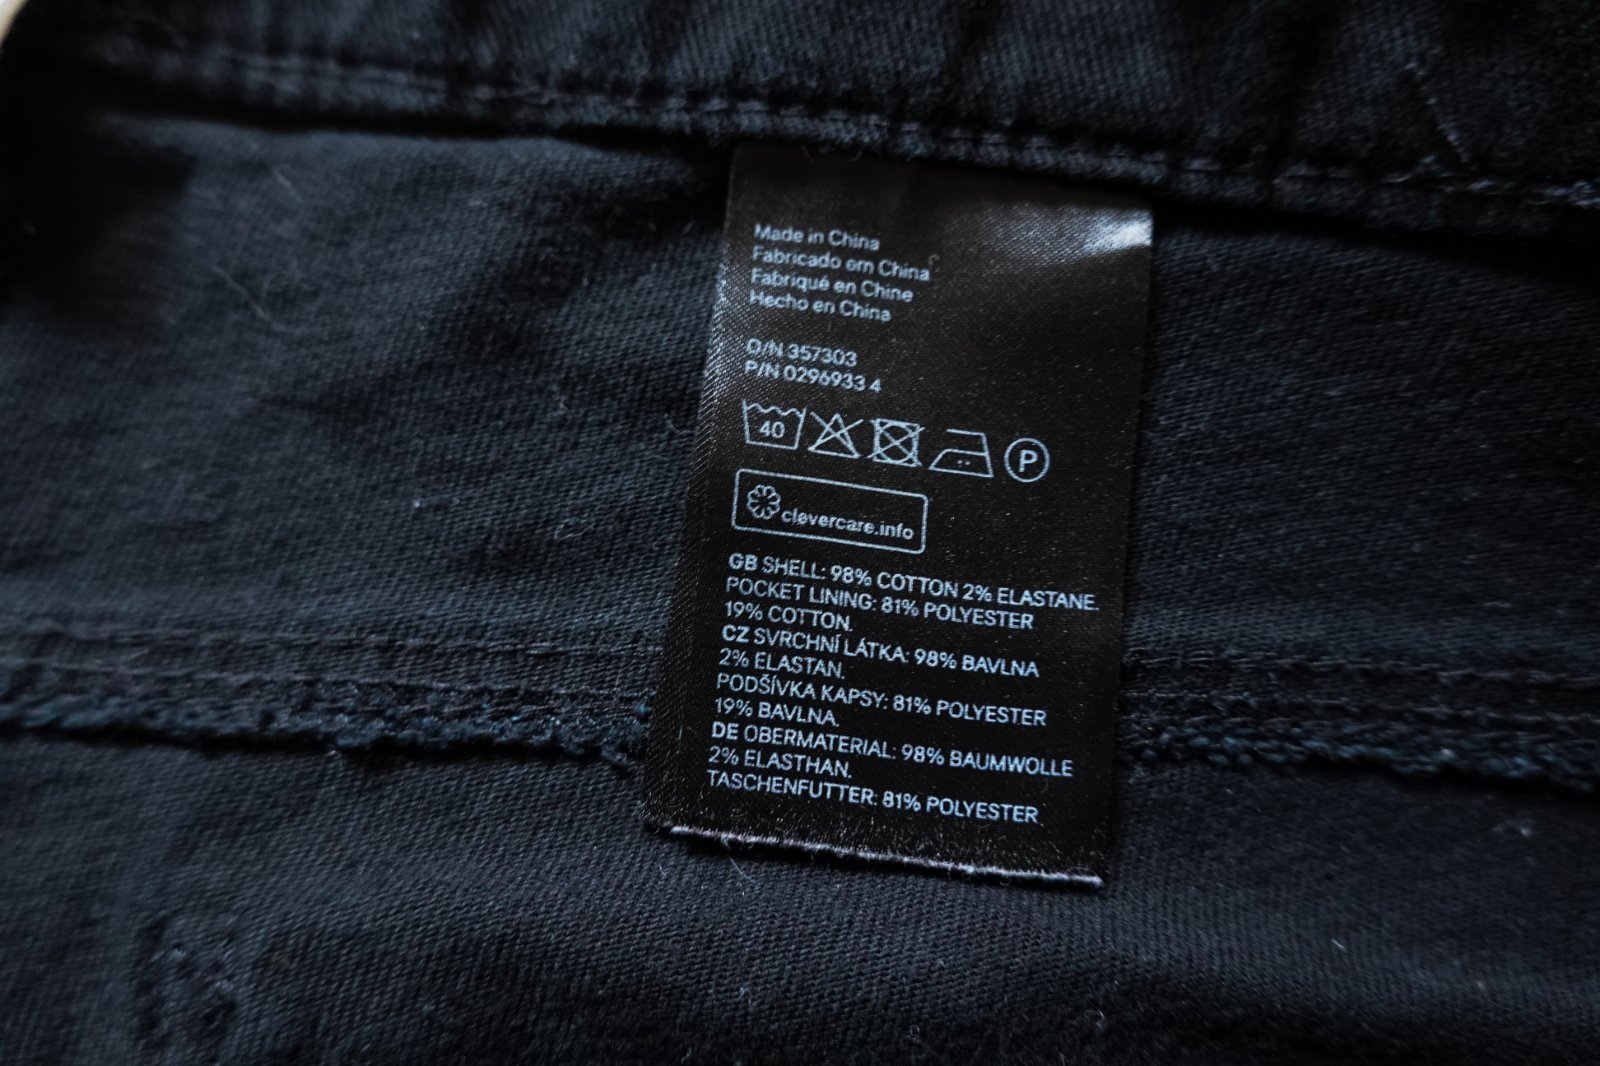 Made in China
Fabricado em China
Fabriqué en Chine
Hecho en China
O/N 357303
P/N 0296933 4
40
P
clevercare.info
GB SHELL: 98% COTTON 2% ELASTANE.
POCKET LINING: 81% POLYESTER
19% COTTON.
CZ SVRCHNÍ LÁTKA: 98% BAVLNA
2% ELASTAN.
PODŠÍVKA KAPSY: 81% POLYESTER
19% BAVLNA.
DE OBERMATERIAL: 98% BAUMWOLLE
2% ELASTHAN.
TASCHENFUTTER: 81% POLYESTER.